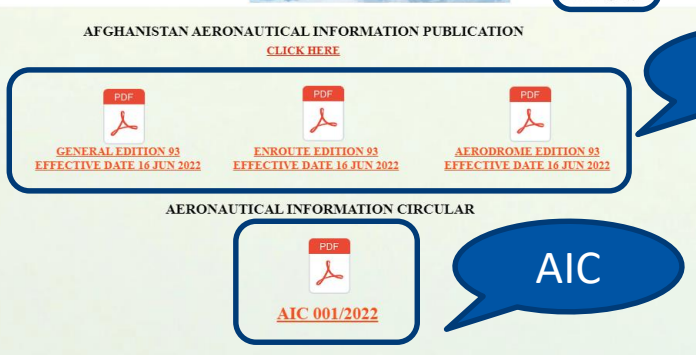 AFGHANISTAN AERONAUTICAL INFORMATION PUBLICATION
CLICK HERE
PDF
PDF
PDF
GENERAL EDITION 93
EFFECTIVE DATE 16 JUN 2022
ENROUTE EDITION 93
EFFECTIVE DATE 16 JUN 2022
AERODROME EDITION 93
EFFECTIVE DATE 16 JUN 2022
AERONAUTICAL INFORMATION CIRCULAR
PDF
AIC 001/2022
AIC